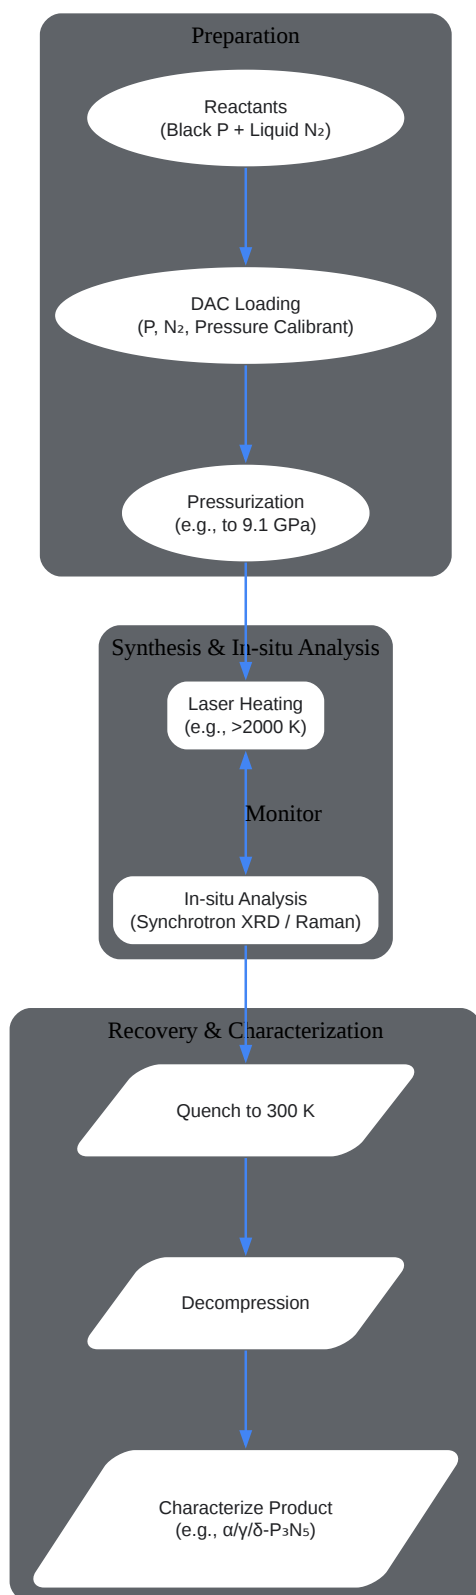 Preparation
Reactants
(Black P + Liquid N₂)
DAC Loading
(P, N₂, Pressure Calibrant)
Pressurization
(e.g., to 9.1 GPa)
Synthesis & In-situ Analysis
Laser Heating
(e.g., >2000 K)
Monitor
In-situ Analysis
(Synchrotron XRD / Raman)
Recovery & Characterization
Quench to 300 K
Decompression
Characterize Product
(e.g., α/γ/δ-P₃N₅)